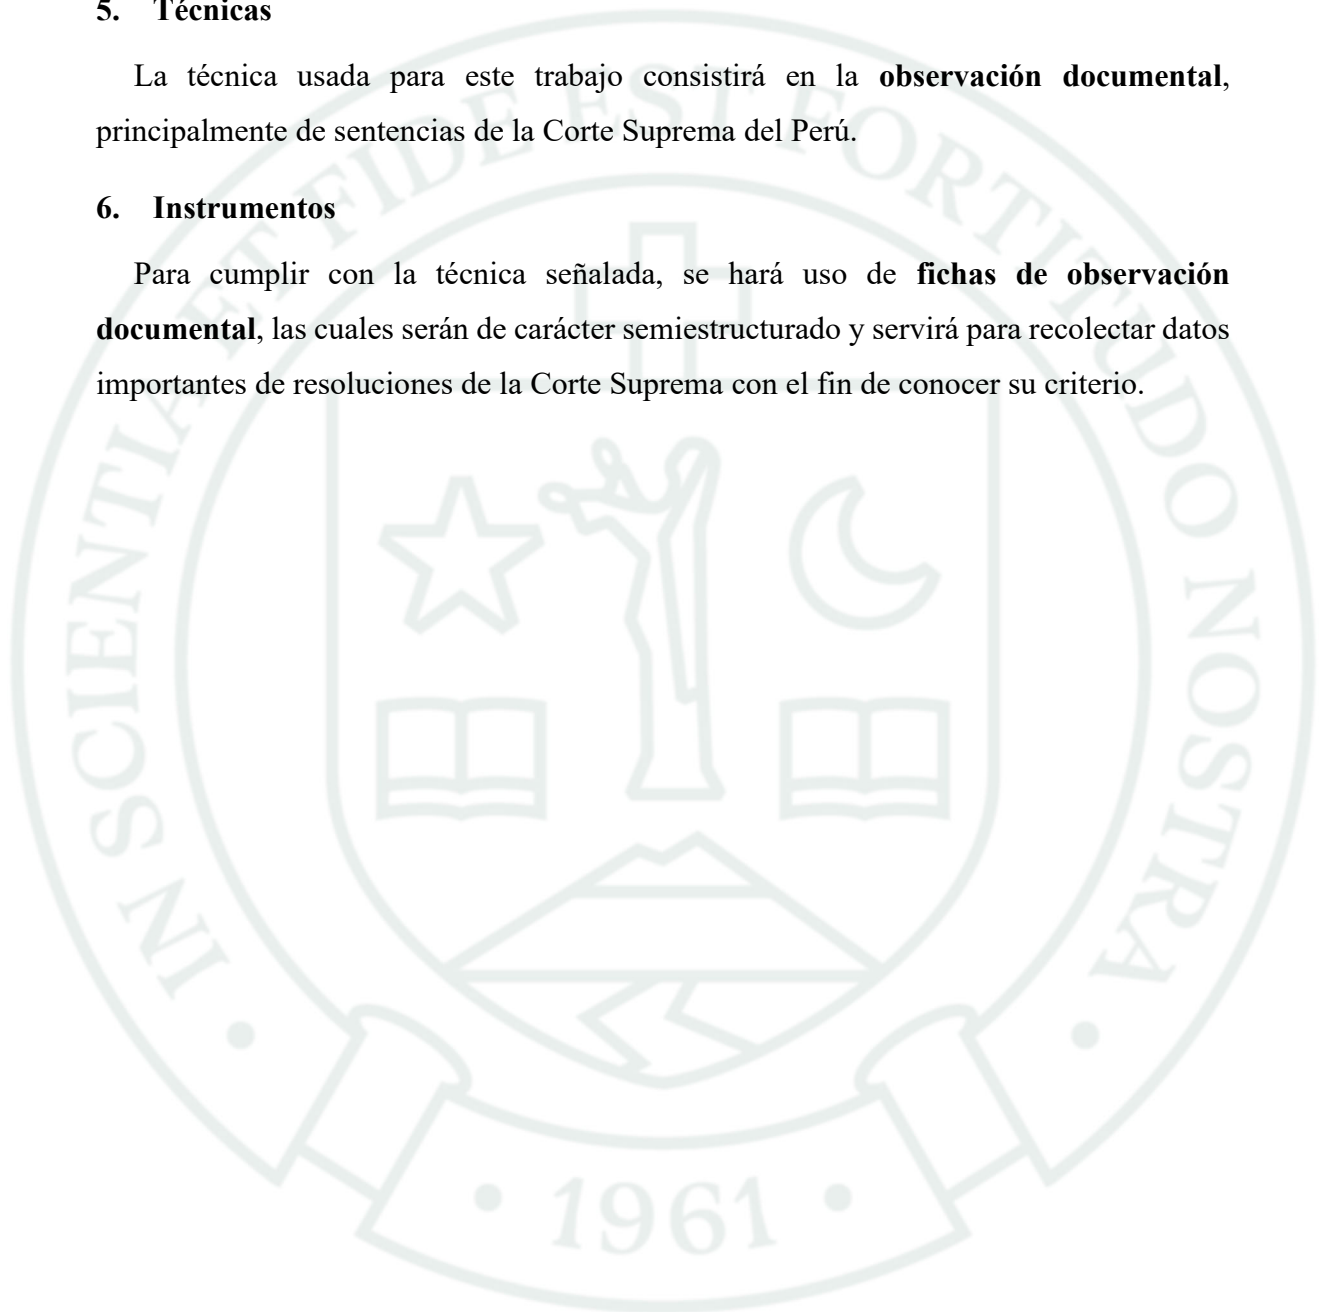 5. Técnicas
La técnica usada para este trabajo consistirá en la observación documental,
principalmente de sentencias de la Corte Suprema del Perú.
6. Instrumentos
Para cumplir con la técnica señalada, se hará uso de fichas de observación
documental, las cuales serán de carácter semiestructurado y servirá para recolectar datos
importantes de resoluciones de la Corte Suprema con el fin de conocer su criterio.
IN SCIENTIA ET FIDE EST FORTITUDO NOSTRA
• 1961 •